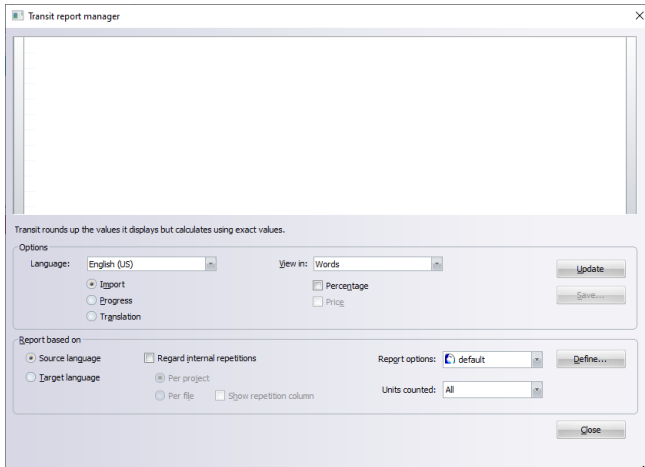 Transit report manager
Transit rounds up the values it displays but calculates using exact values.
Options
Language: English (US) View in: Words
Import Percentage Update
Progress Price Save...
Translation
Report based on
Source language Regard internal repetitions Report options: default Define...
Target language Per project
Per file Show repetition column Units counted: All
Close